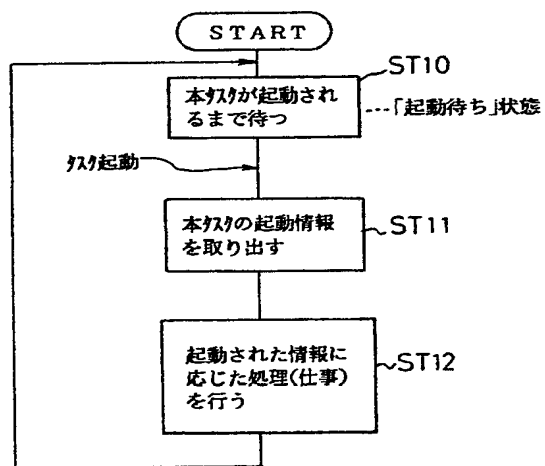 START
ST10
本ﾀｽｸが起動され
るまで待つ
---「起動待ち」状態
ﾀｽｸ起動
本ﾀｽｸの起動情報
を取り出す
ST11
起動された情報に
応じた処理(仕事)
を行う
ST12